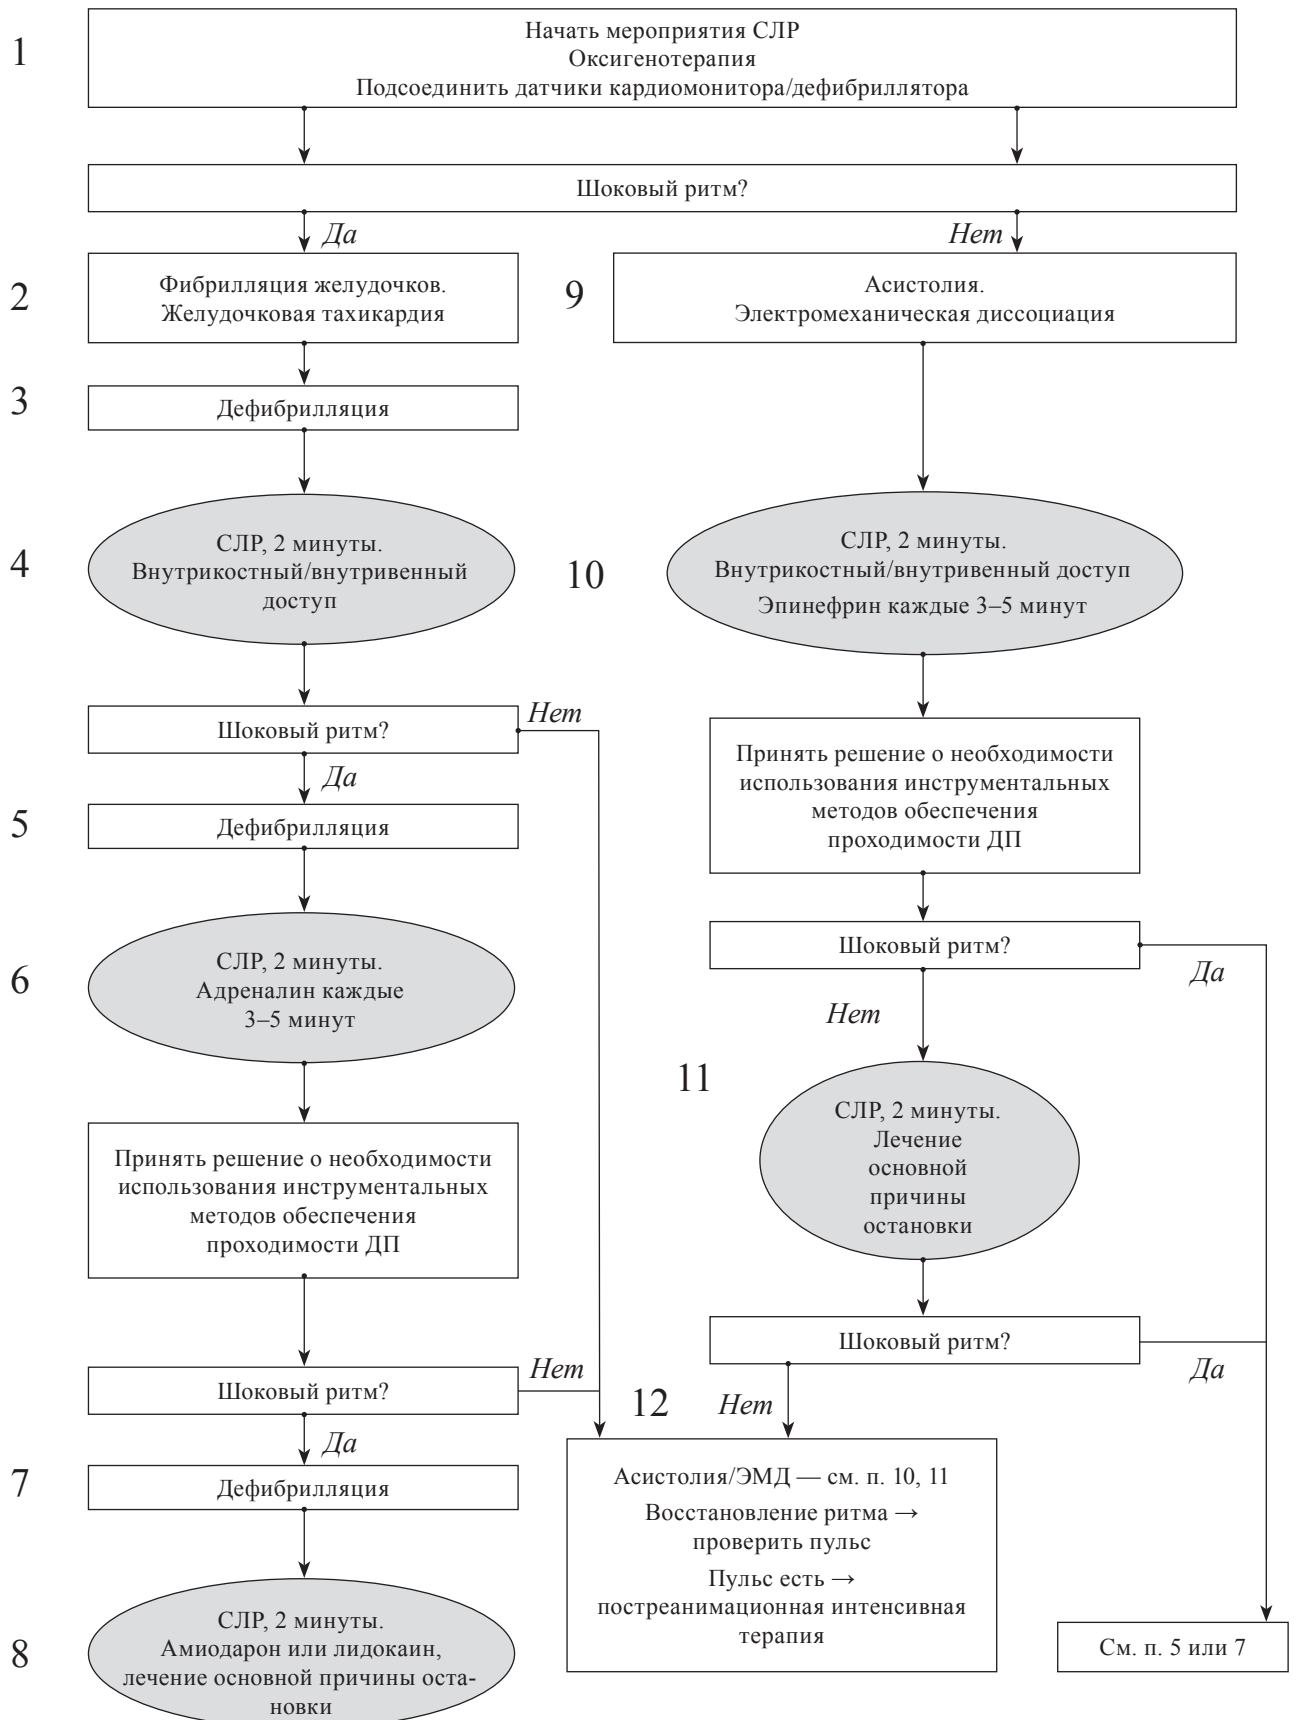 1
Начать мероприятия СЛР
Оксигенотерапия
Подсоединить датчики кардиомонитора/дефибриллятора
Шоковый ритм?
Да
Нет
2
Фибрилляция желудочков.
Желудочковая тахикардия
9
Асистолия.
Электромеханическая диссоциация
3
Дефибрилляция
4
СЛР, 2 минуты.
Внутрикостный/внутривенный
доступ
10
СЛР, 2 минуты.
Внутрикостный/внутривенный доступ
Эпинефрин каждые 3–5 минут
Шоковый ритм?
Нет
Да
5
Дефибрилляция
Принять решение о необходимости
использования инструментальных
методов обеспечения
проходимости ДП
6
СЛР, 2 минуты.
Адреналин каждые
3–5 минут
Шоковый ритм?
Да
Нет
11
СЛР, 2 минуты.
Лечение
основной
причины
остановки
Принять решение о необходимости
использования инструментальных
методов обеспечения
проходимости ДП
Шоковый ритм?
Да
Нет
Шоковый ритм?
Нет
Да
12
7
Дефибрилляция
Асистолия/ЭМД — см. п. 10, 11
Восстановление ритма →
проверить пульс
Пульс есть →
постреанимационная интенсивная
терапия
8
СЛР, 2 минуты.
Амиодарон или лидокаин,
лечение основной причины оста-
новки
См. п. 5 или 7